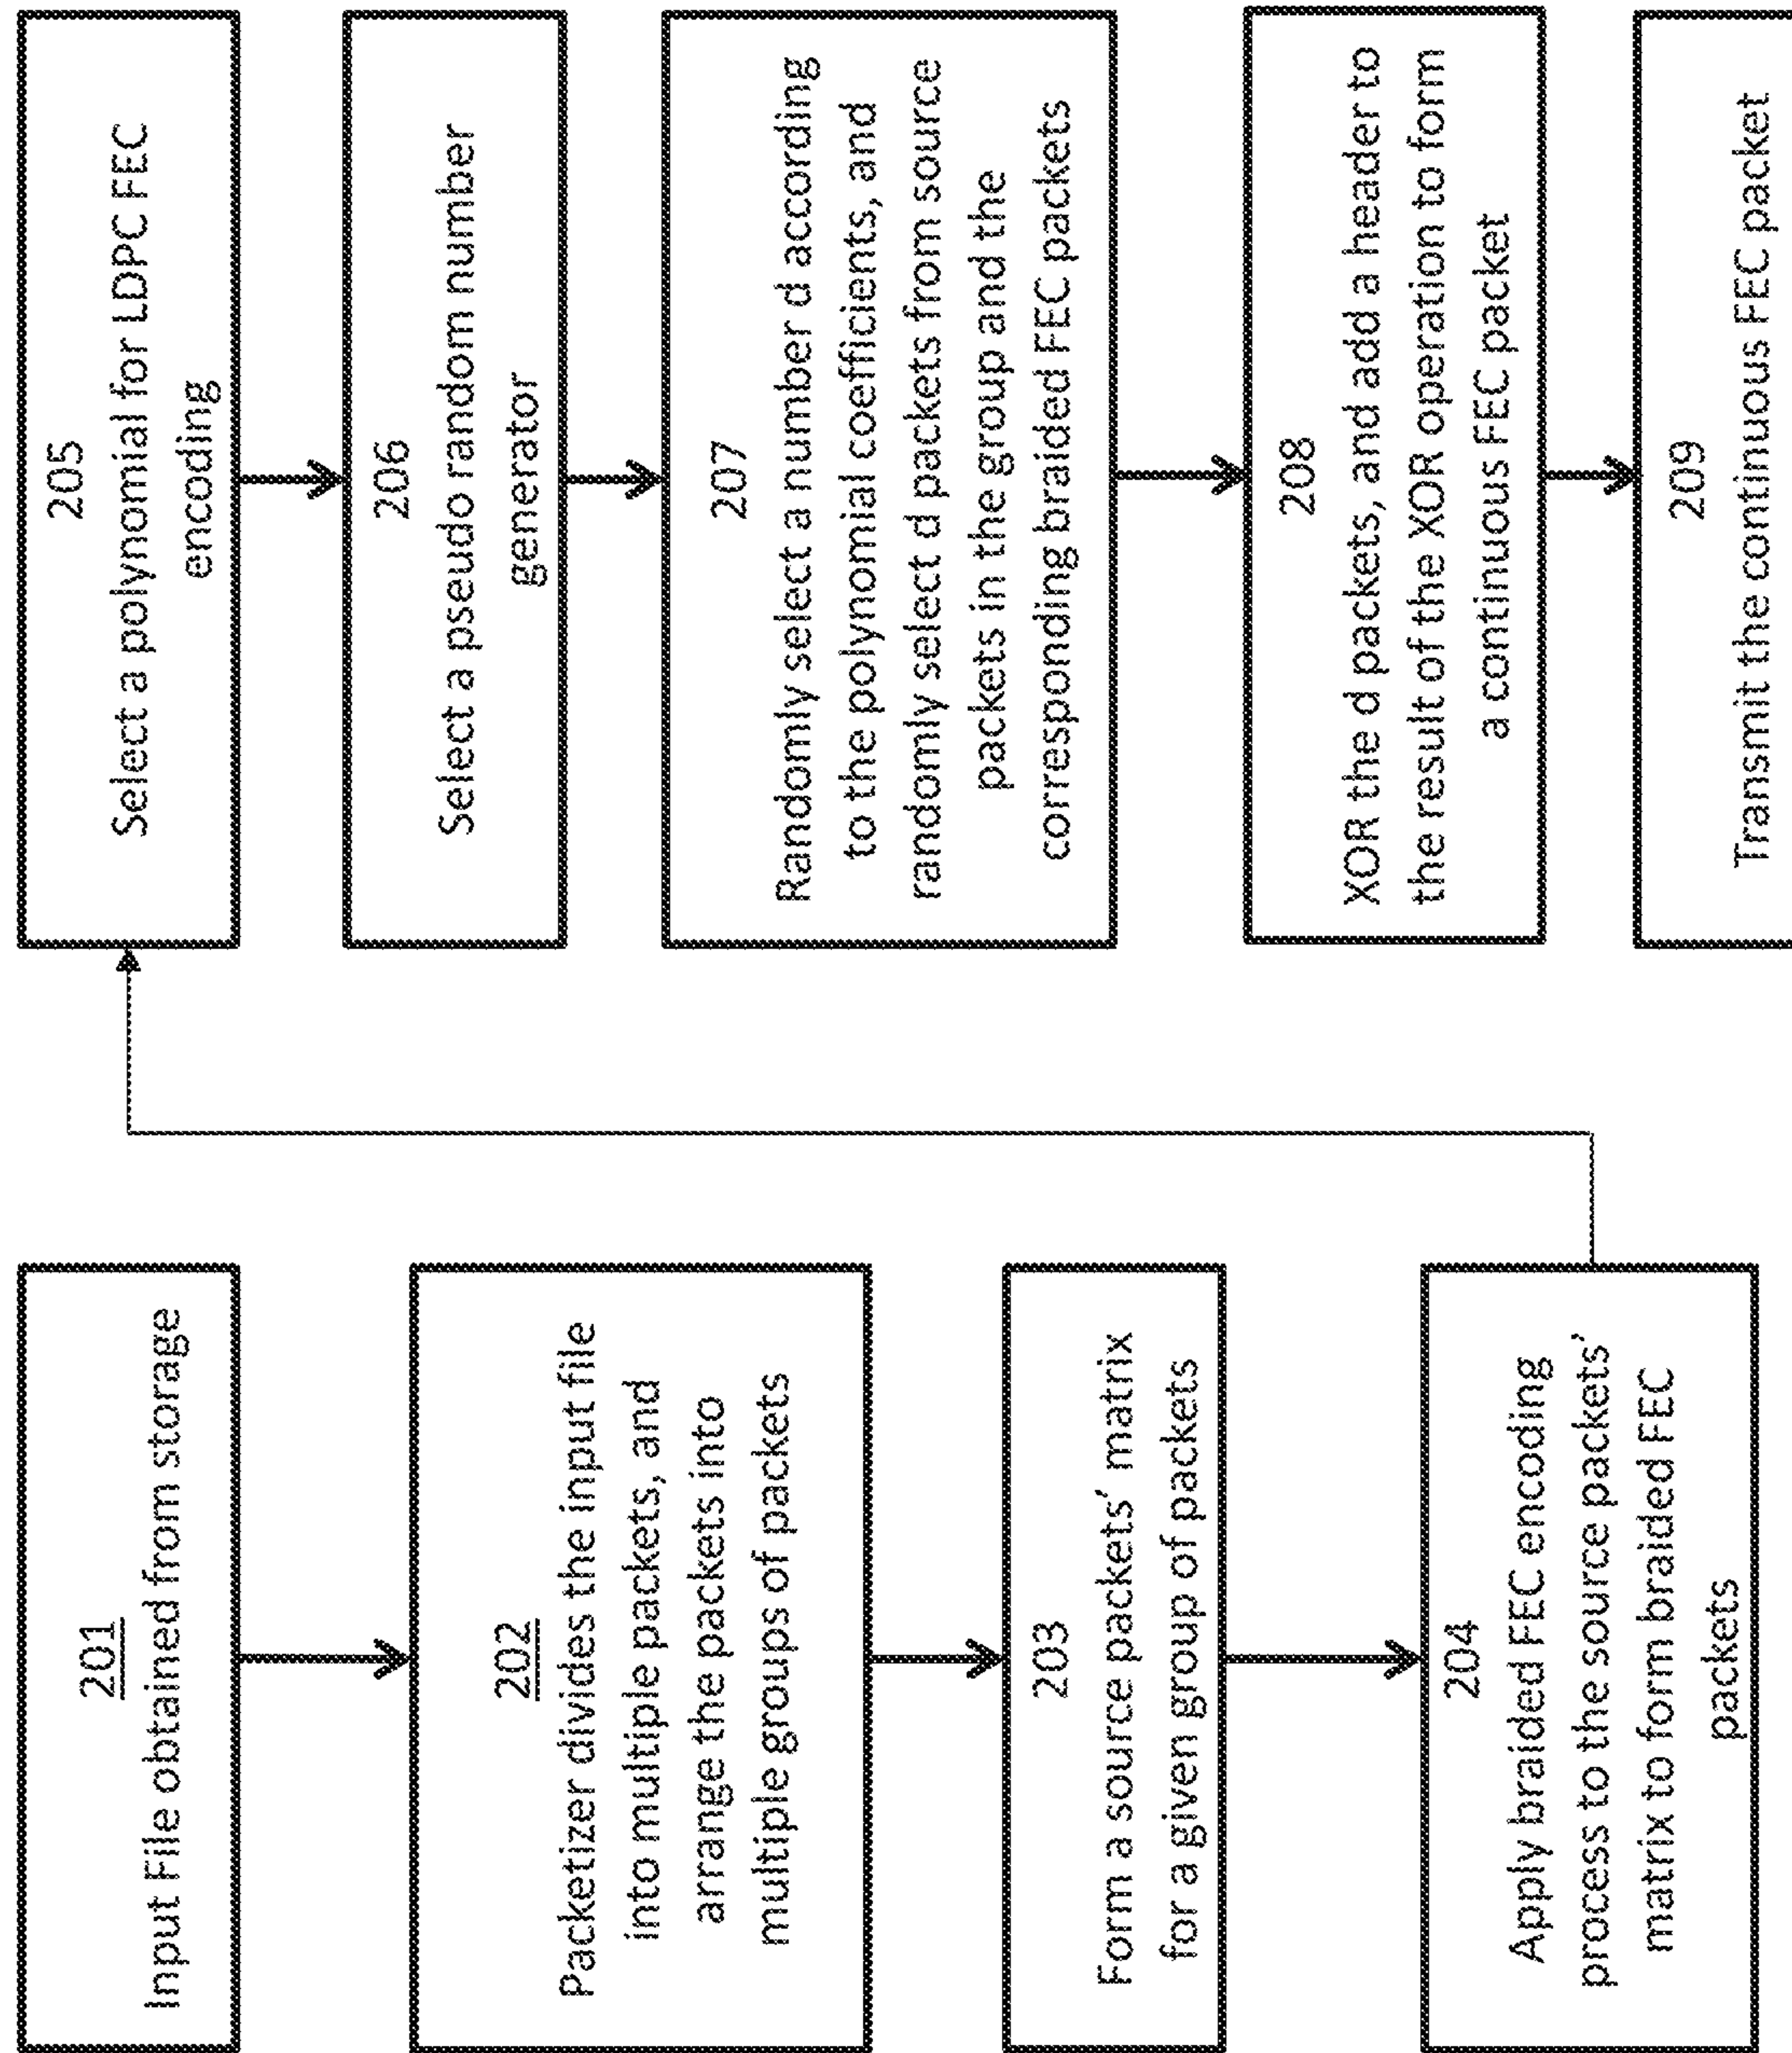 201
Input File obtained from storage
202
Packetizer divides the input file
into multiple packets, and
arrange the packets into
multiple groups of packets
203
Form a source packets' matrix
for a given group of packets
204
Apply braided FEC encoding
process to the source packets'
matrix to form braided FEC
packets
205
Select a polynomial for LDPC FEC
encoding
206
Select a pseudo random number
generator
207
Randomly select a number d according
to the polynomial coefficients, and
randomly select d packets from source
packets in the group and the
corresponding braided FEC packets
208
XOR the d packets, and add a header to
the result of the XOR operation to form
a continuous FEC packet
209
Transmit the continuous FEC packet